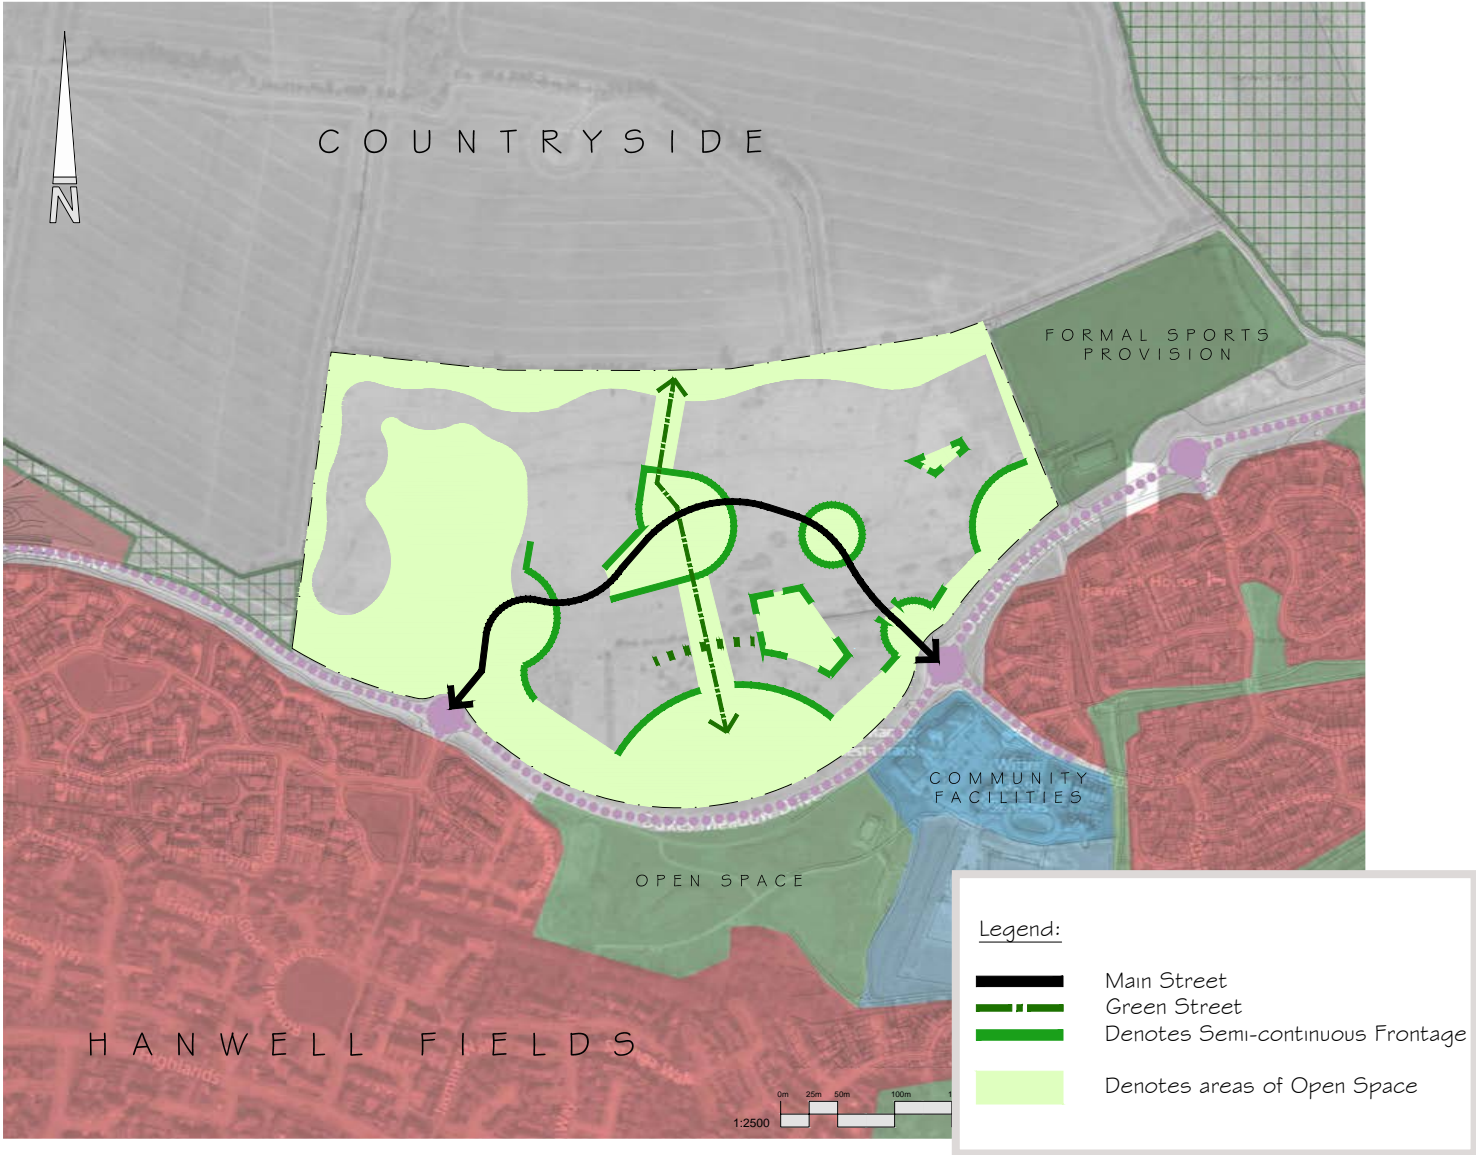 COUNTRYSIDE
N
FORMAL SPORTS
PROVISION
COMMUNITY
FACILITIES
OPEN SPACE
HANWELL FIELDS
Highlands
1:2500
0m 25m 50m 100m
Legend:
Main Street
Green Street
Denotes Semi-continuous Frontage
Denotes areas of Open Space